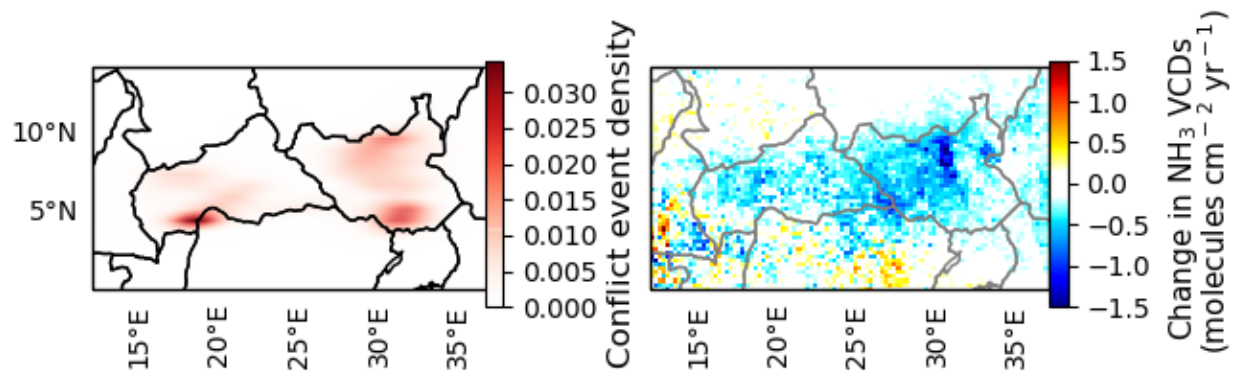 10°N
5°N
15°E
20°E
25°E
30°E
35°E
0.030
0.025
0.020
0.015
0.010
0.005
0.000
Conflict event density
15°E
20°E
25°E
30°E
35°E
1.5
1.0
0.5
0.0
−0.5
−1.0
−1.5
Change in NH₃ VCDs
(molecules cm⁻² yr⁻¹)